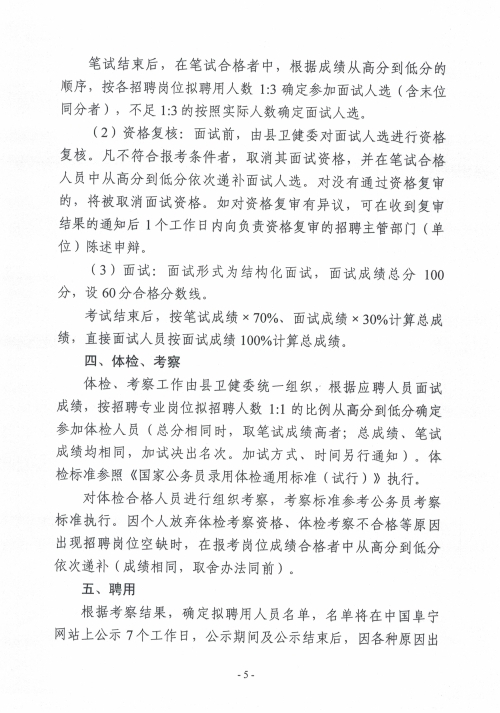 笔试结束后，在笔试合格者中，根据成绩从高分到低分的
顺序，按各招聘岗位拟聘用人数 1:3 确定参加面试人选（含末位
同分者），不足 1:3 的按照实际人数确定面试人选。
（2）资格复核：面试前，由县卫健委对面试人选进行资格
复核。凡不符合报考条件者，取消其面试资格，并在笔试合格
人员中从高分到低分依次递补面试人选。对没有通过资格复审
的，将被取消面试资格。如对资格复审有异议，可在收到复审
结果的通知后 1 个工作日内向负责资格复审的招聘主管部门（单
位）陈述申辩。
（3）面试：面试形式为结构化面试，面试成绩总分 100
分，设 60 分合格分数线。
考试结束后，按笔试成绩×70%、面试成绩×30%计算总成
绩，直接面试人员按面试成绩 100%计算总成绩。
四、体检、考察
体检、考察工作由县卫健委统一组织，根据应聘人员面试
成绩，按招聘专业岗位拟招聘人数 1:1 的比例从高分到低分确定
参加体检人员（总分相同时，取笔试成绩高者；总成绩、笔试
成绩均相同，加试决出名次。加试方式、时间另行通知）。体
检标准参照《国家公务员录用体检通用标准（试行）》执行。
对体检合格人员进行组织考察，考察标准参考公务员考察
标准执行。因个人放弃体检考察资格、体检考察不合格等原因
出现招聘岗位空缺时，在报考岗位成绩合格者中从高分到低分
依次递补（成绩相同，取舍办法同前）。
五、聘用
根据考察结果，确定拟聘用人员名单，名单将在中国阜宁
网站上公示 7 个工作日，公示期间及公示结束后，因各种原因出
- 5 -